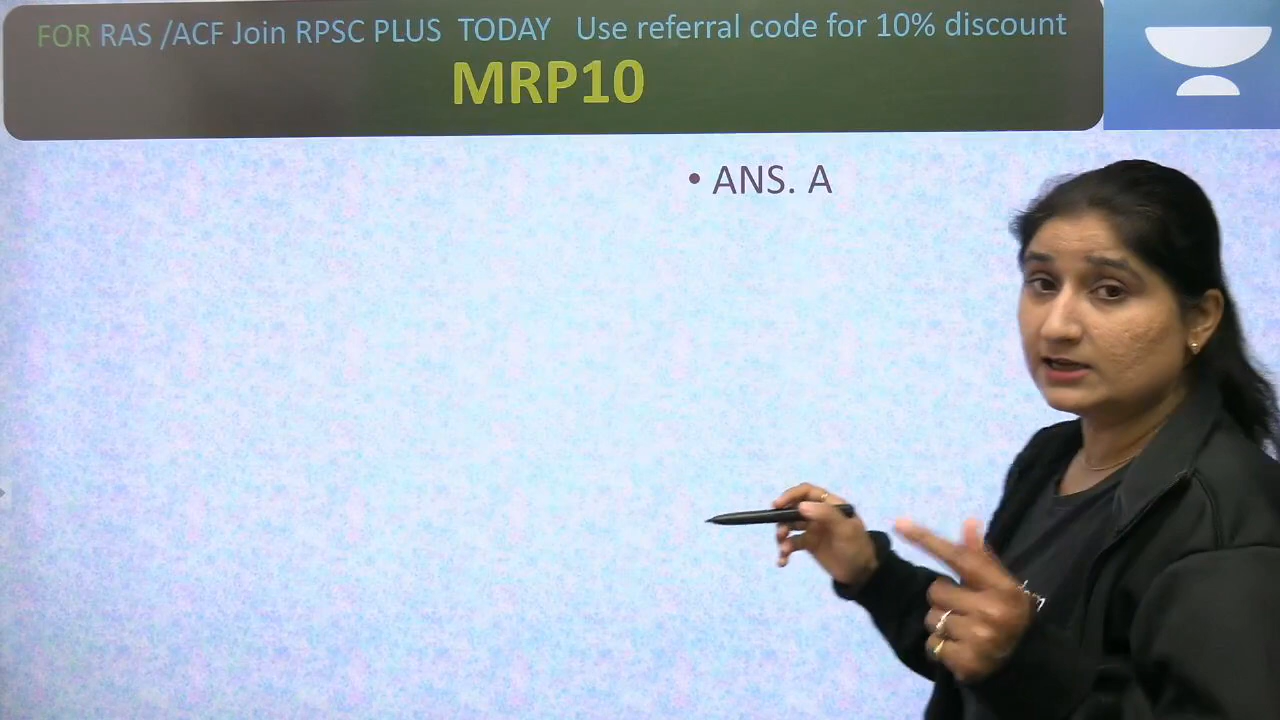 FOR RAS /ACF Join RPSC PLUS TODAY Use referral code for 10% discount
MRP10
• ANS. A